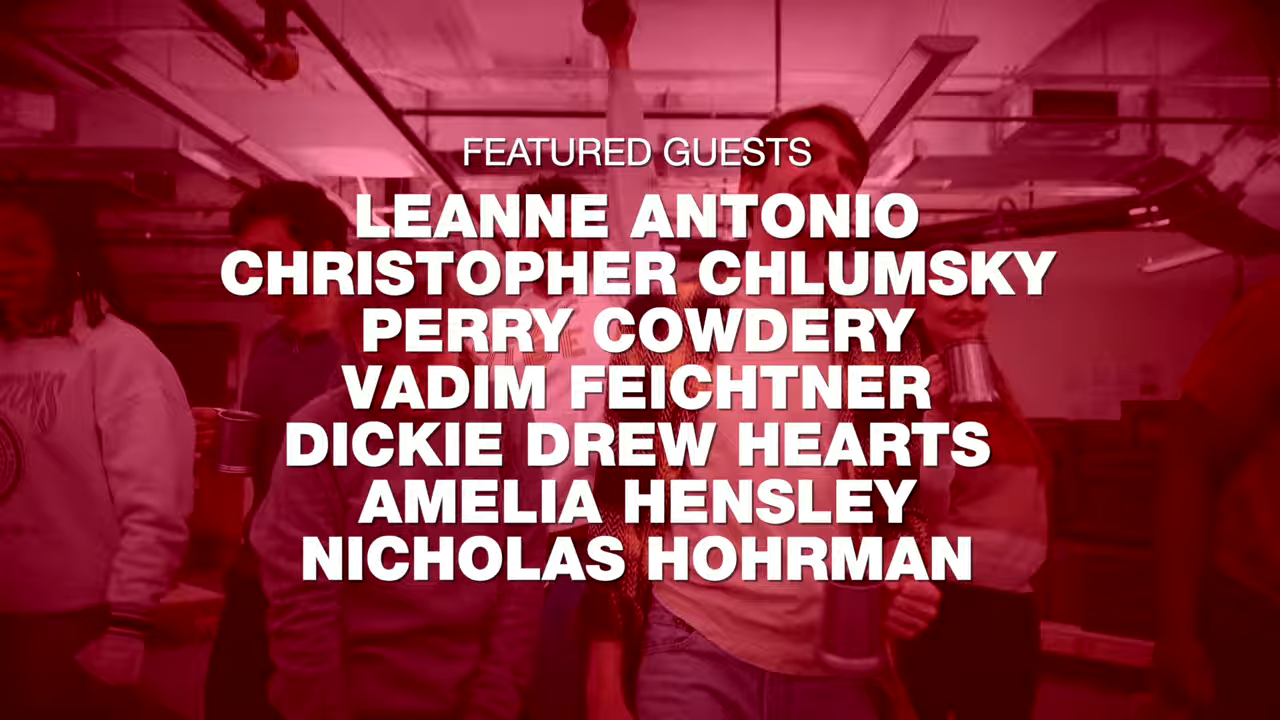 FEATURED GUESTS
LEANNE ANTONIO
CHRISTOPHER CHLUMSKY
PERRY COWDERY
VADIM FEICHTNER
DICKIE DREW HEARTS
AMELIA HENSLEY
NICHOLAS HOHRMAN